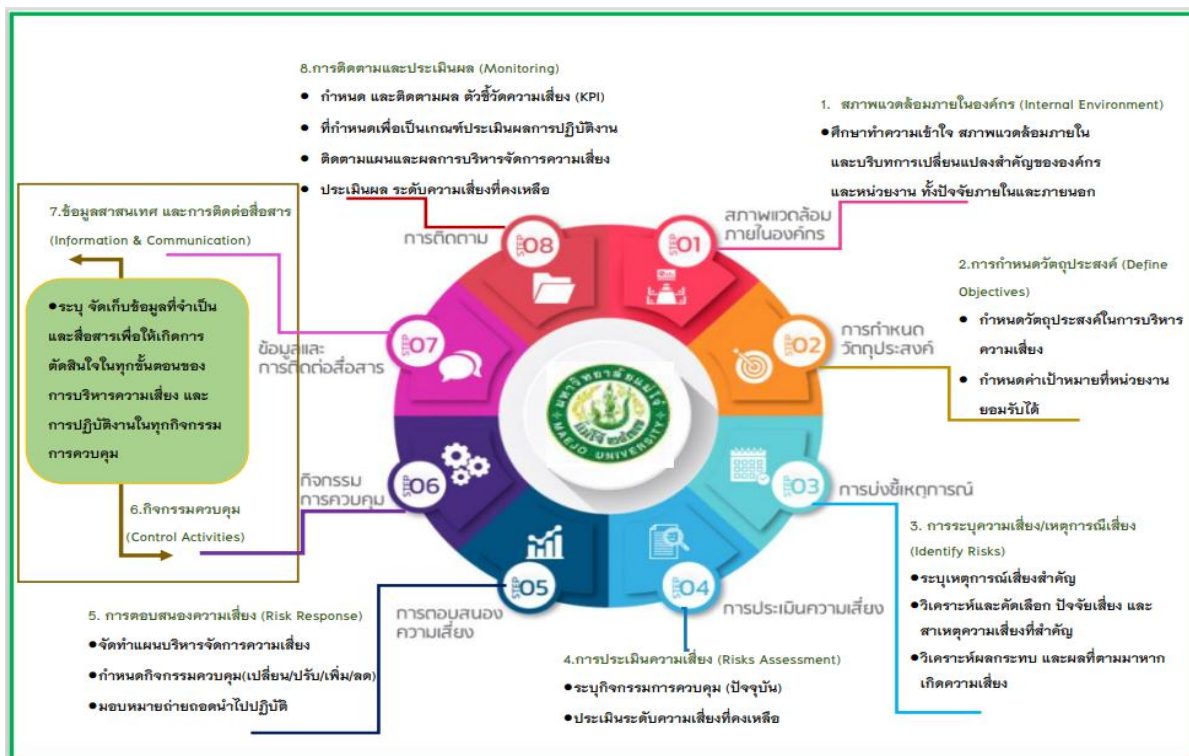 8.การติดตามและประเมินผล (Monitoring)
● กำหนด และติดตามผล ตัวชี้วัดความเสี่ยง (KPI)
● ที่กำหนดเพื่อเป็นเกณฑ์ประเมินผลการปฏิบัติงาน
● ติดตามแผนและผลการบริหารจัดการความเสี่ยง
● ประเมินผล ระดับความเสี่ยงที่คงเหลือ
1. สภาพแวดล้อมภายในองค์กร (Internal Environment)
●ศึกษาทำความเข้าใจ สภาพแวดล้อมภายใน
และบริบทการเปลี่ยนแปลงสำคัญขององค์กร
และหน่วยงาน ทั้งปัจจัยภายในและภายนอก
7.ข้อมูลสาสนเทศ และการติดต่อสื่อสาร
(Information & Communication)
●ระบุ จัดเก็บข้อมูลที่จำเป็น
และสื่อสารเพื่อให้เกิดการ
ตัดสินใจในทุกขั้นตอนของ
การบริหารความเสี่ยง และ
การปฏิบัติงานในทุกกิจกรรม
การควบคุม
6.กิจกรรมควบคุม
(Control Activities)
2.การกำหนดวัตถุประสงค์ (Define
Objectives)
● กำหนดวัตถุประสงค์ในการบริหาร
ความเสี่ยง
● กำหนดค่าเป้าหมายที่หน่วยงาน
ยอมรับได้
การติดตาม
STEP 08
STEP 01
สภาพแวดล้อม
ภายในองค์กร
ข้อมูลและ
การติดต่อสื่อสาร
STEP 07
STEP 02
การกำหนด
วัตถุประสงค์
มหาวิทยาลัยแม่โจ้
แม่โจ้ ๒๔๗๗
MAEJO UNIVERSITY
กิจกรรม
การควบคุม
STEP 06
STEP 03
การบ่งชี้เหตุการณ์
STEP 05
STEP 04
การตอบสนอง
ความเสี่ยง
การประเมินความเสี่ยง
3. การระบุความเสี่ยง/เหตุการณ์เสี่ยง
(Identify Risks)
●ระบุเหตุการณ์เสี่ยงสำคัญ
●วิเคราะห์และคัดเลือก ปัจจัยเสี่ยง และ
สาเหตุความเสี่ยงที่สำคัญ
●วิเคราะห์ผลกระทบ และผลที่ตามมาหาก
เกิดความเสี่ยง
5. การตอบสนองความเสี่ยง (Risk Response)
●จัดทำแผนบริหารจัดการความเสี่ยง
●กำหนดกิจกรรมควบคุม(เปลี่ยน/ปรับ/เพิ่ม/ลด)
●มอบหมายถ่ายถอดนำไปปฏิบัติ
4.การประเมินความเสี่ยง (Risks Assessment)
●ระบุกิจกรรมการควบคุม (ปัจจุบัน)
●ประเมินระดับความเสี่ยงที่คงเหลือ